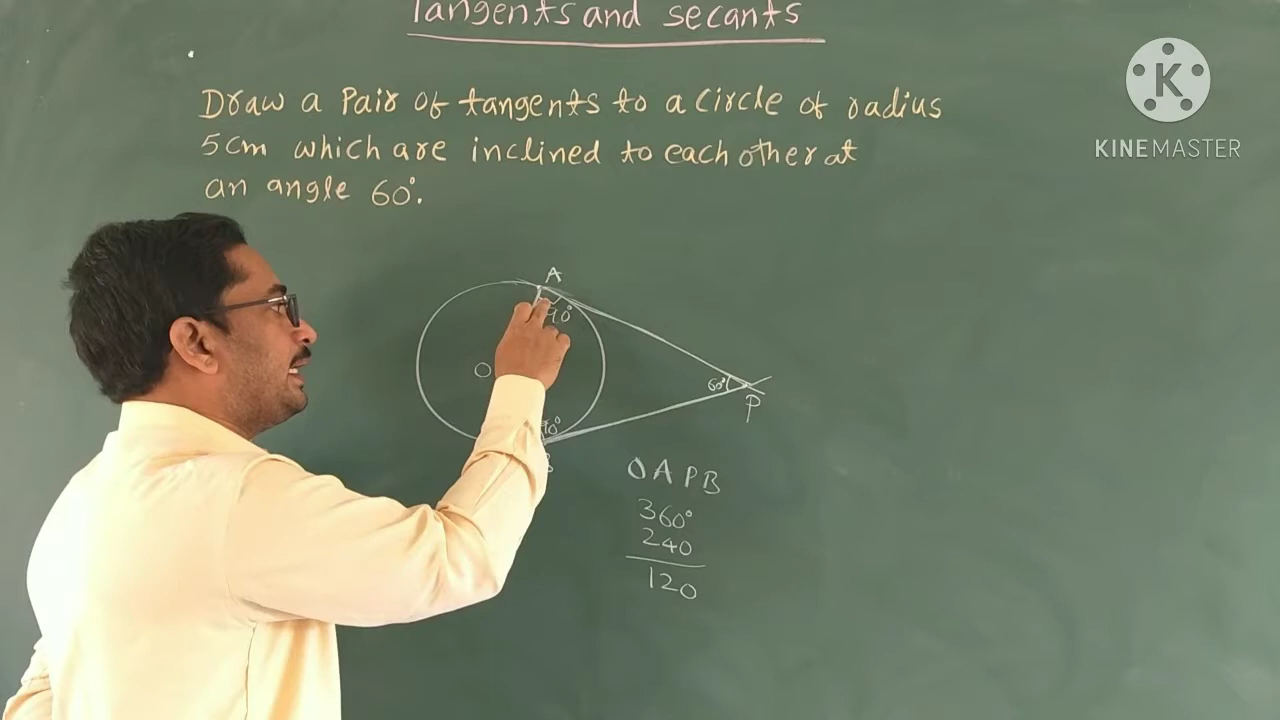 Tangents and secants
Draw a Pair of tangents to a circle of radius
5cm which are inclined to each other at
an angle 60°.
K
KINEMASTER
A
90°
O
60°
P
90°
B
OAPB
360°
240
120